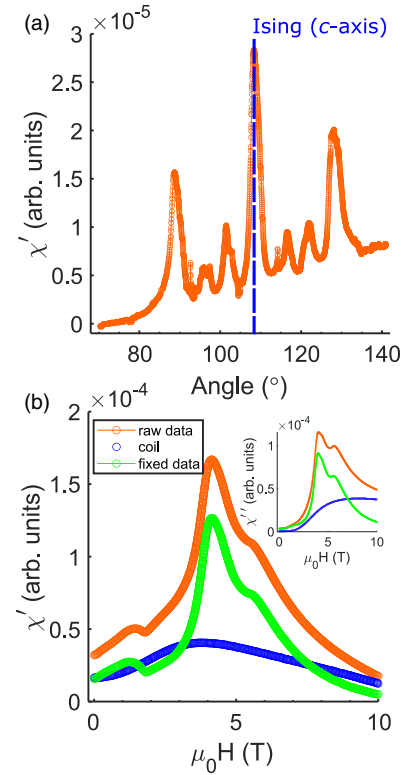 (a)
Ising (c-axis)
×10⁻⁵
3
2.5
2
1.5
1
0.5
0
χ′ (arb. units)
80 100 120 140
Angle (°)
(b)
×10⁻⁴
2
1.5
1
0.5
0
χ′ (arb. units)
raw data
coil
fixed data
×10⁻⁴
1
0.5
0
χ′′ (arb. units)
0 5 10
μ₀H (T)
0 5 10
μ₀H (T)